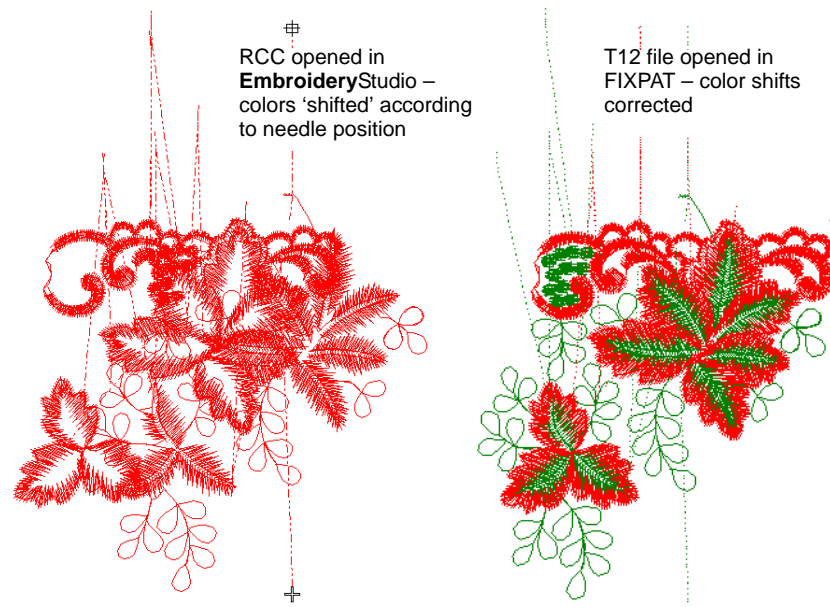 RCC opened in
EmbroideryStudio –
colors ‘shifted’ according
to needle position
T12 file opened in
FIXPAT – color shifts
corrected